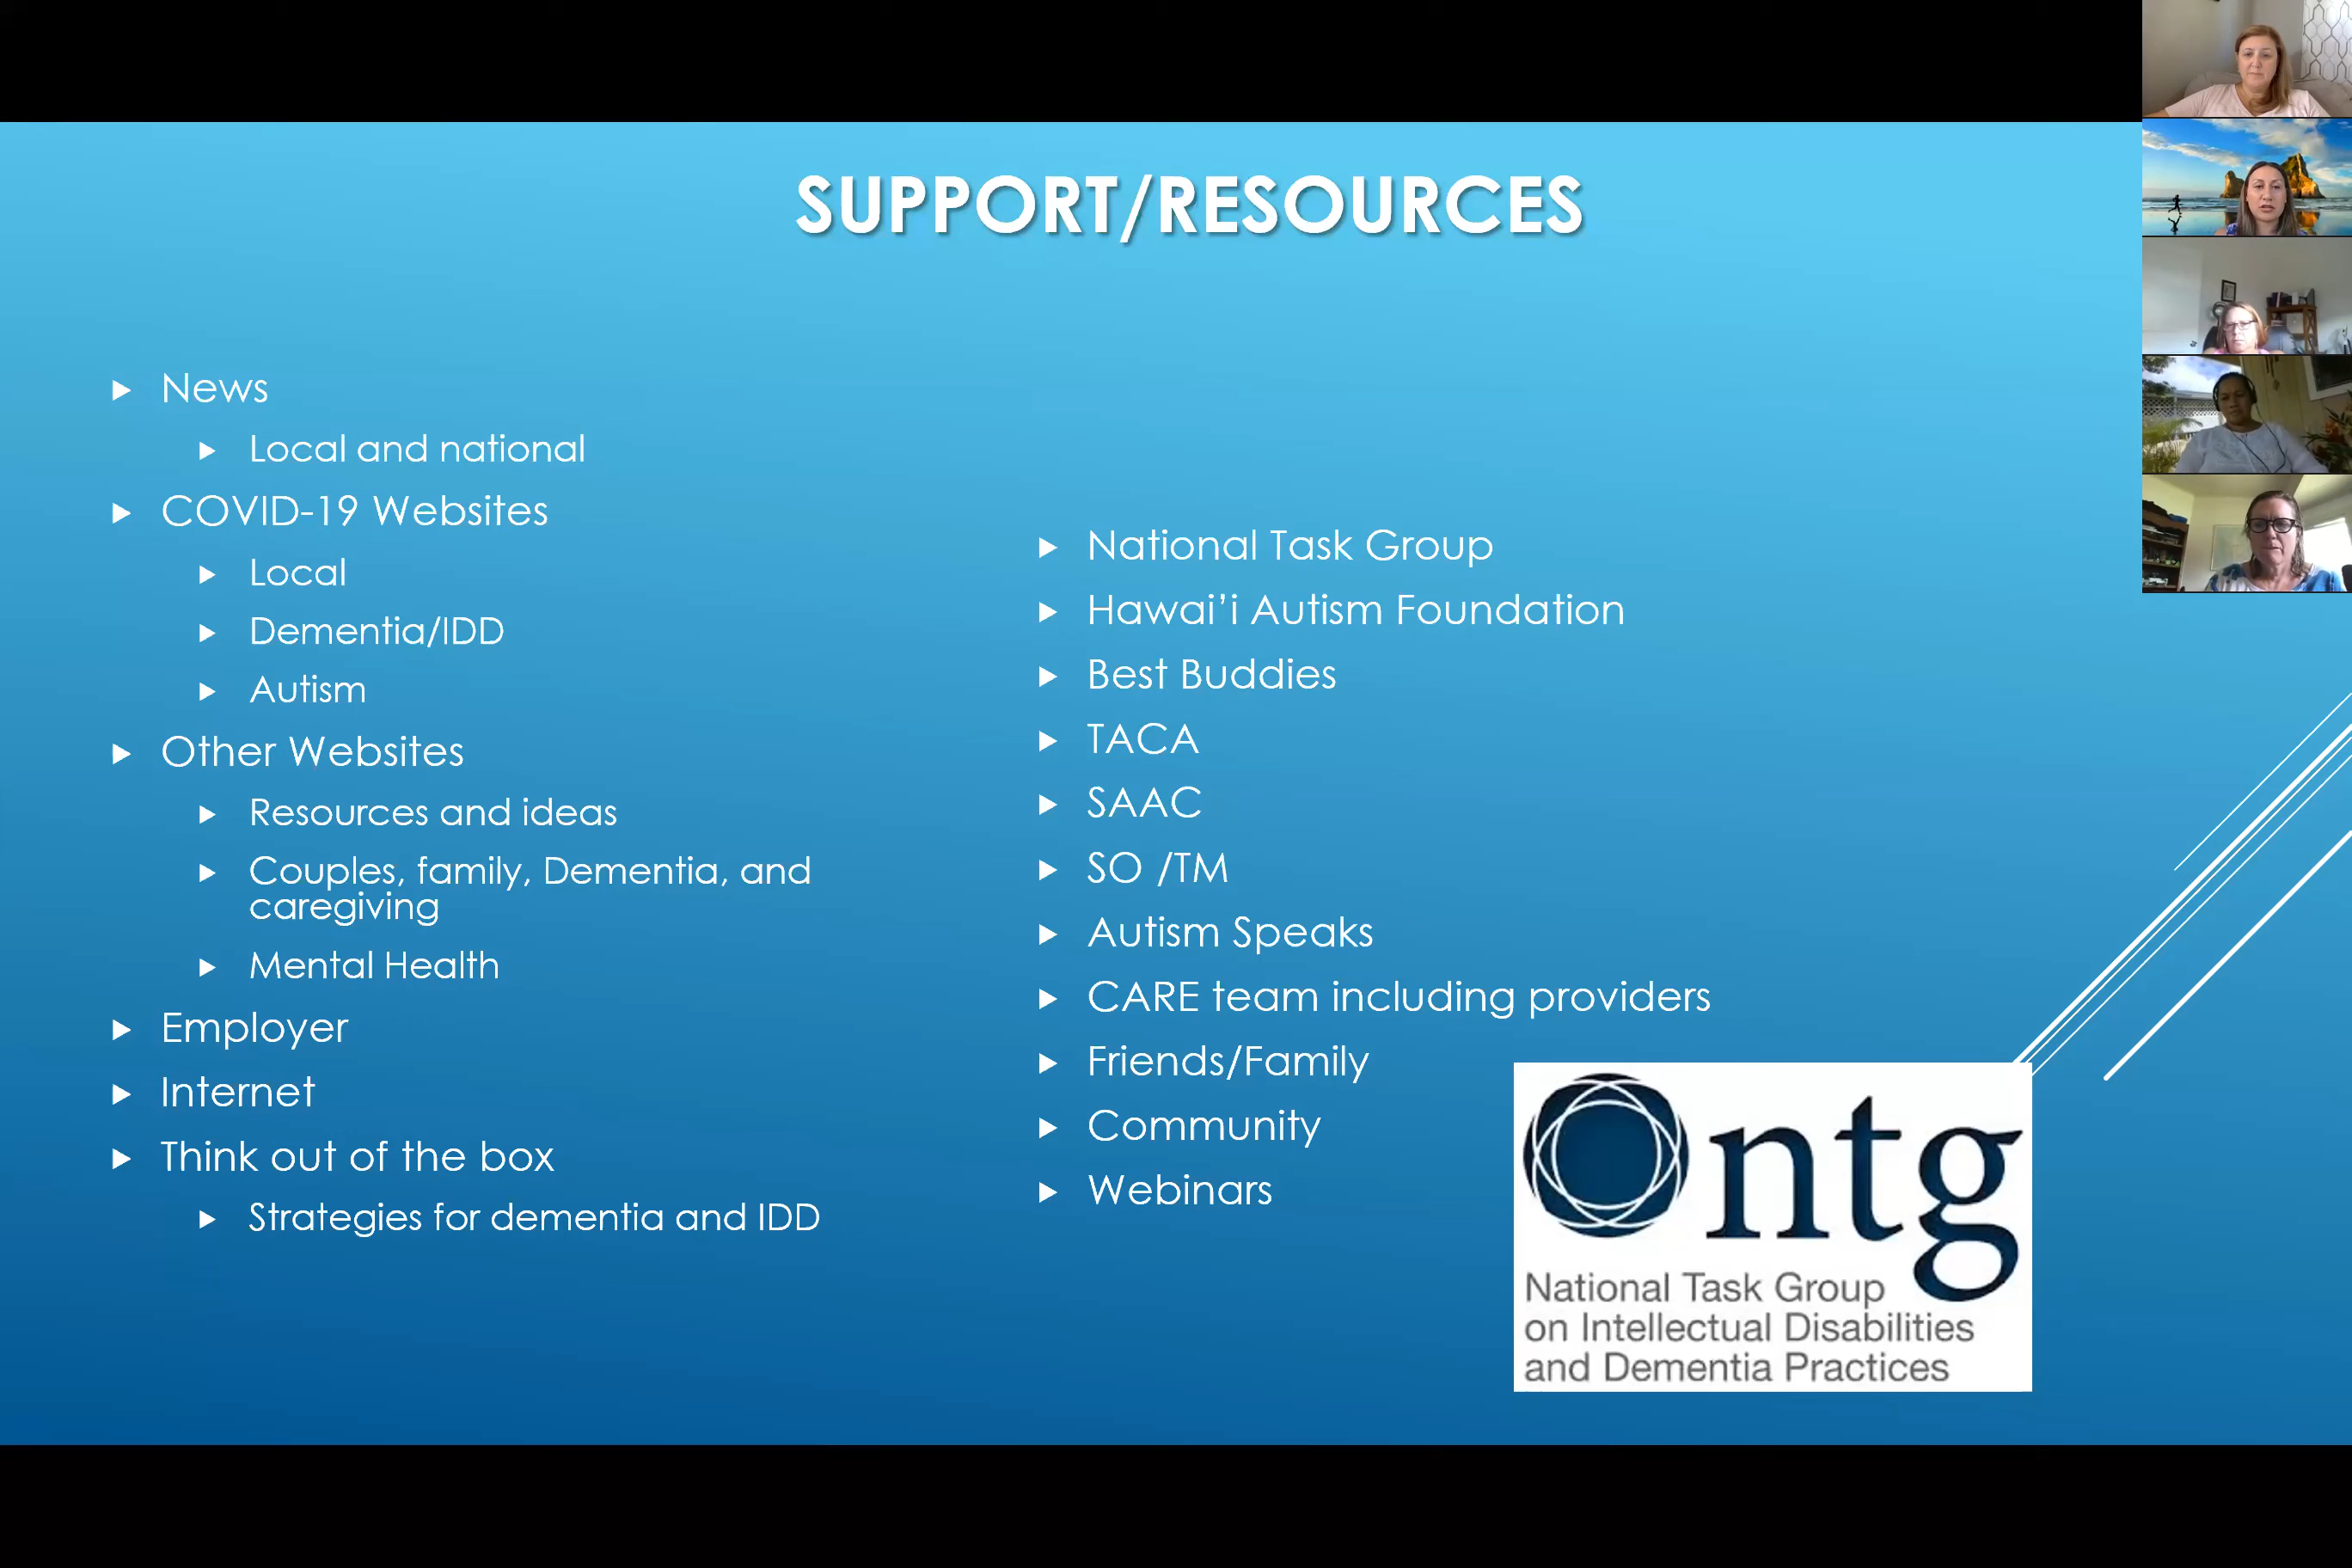 SUPPORT/RESOURCES
News
Local and national
COVID-19 Websites
Local
Dementia/IDD
Autism
Other Websites
Resources and ideas
Couples, family, Dementia, and
caregiving
Mental Health
Employer
Internet
Think out of the box
Strategies for dementia and IDD
National Task Group
Hawai’i Autism Foundation
Best Buddies
TACA
SAAC
SO /TM
Autism Speaks
CARE team including providers
Friends/Family
Community
Webinars
ntg
National Task Group
on Intellectual Disabilities
and Dementia Practices